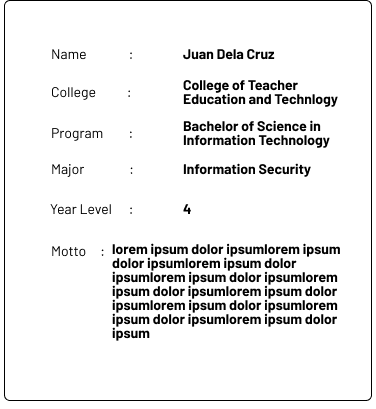 Name : Juan Dela Cruz
College : College of Teacher
Education and Technlogy
Program : Bachelor of Science in
Information Technology
Major : Information Security
Year Level : 4
Motto : lorem ipsum dolor ipsumlorem ipsum
dolor ipsumlorem ipsum dolor
ipsumlorem ipsum dolor ipsumlorem
ipsum dolor ipsumlorem ipsum dolor
ipsumlorem ipsum dolor ipsumlorem
ipsum dolor ipsumlorem ipsum dolor
ipsum